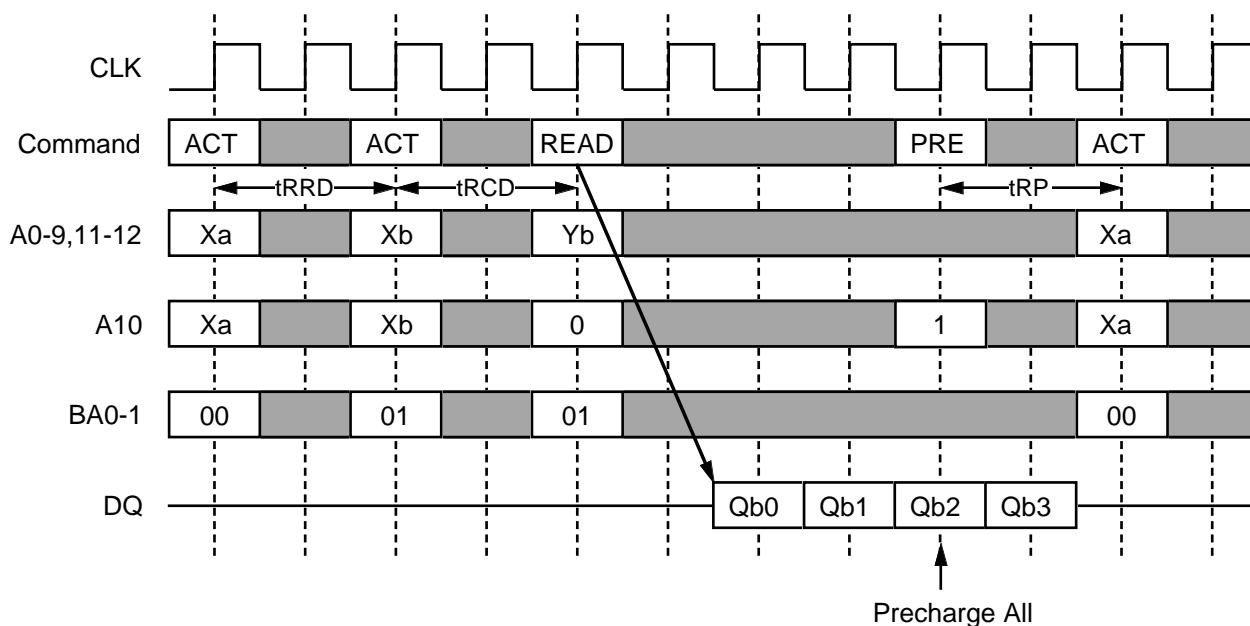 CLK
Command ACT ACT READ PRE ACT
tRRD tRCD tRP
A0-9,11-12 Xa Xb Yb Xa
A10 Xa Xb 0 1 Xa
BA0-1 00 01 01 00
DQ Qb0 Qb1 Qb2 Qb3
Precharge All